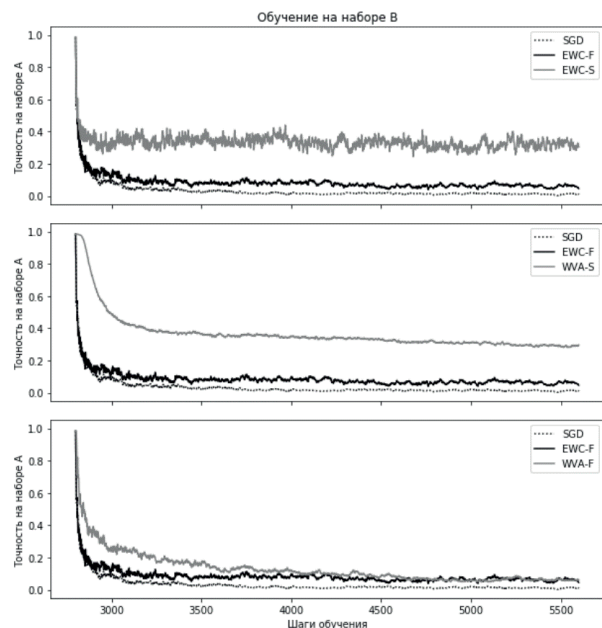 Обучение на наборе B
Точность на наборе A
1.0
0.8
0.6
0.4
0.2
0.0
SGD
EWC-F
EWC-S
Точность на наборе A
1.0
0.8
0.6
0.4
0.2
0.0
SGD
EWC-F
WVA-S
Точность на наборе A
1.0
0.8
0.6
0.4
0.2
0.0
SGD
EWC-F
WVA-F
3000 3500 4000 4500 5000 5500
Шаги обучения